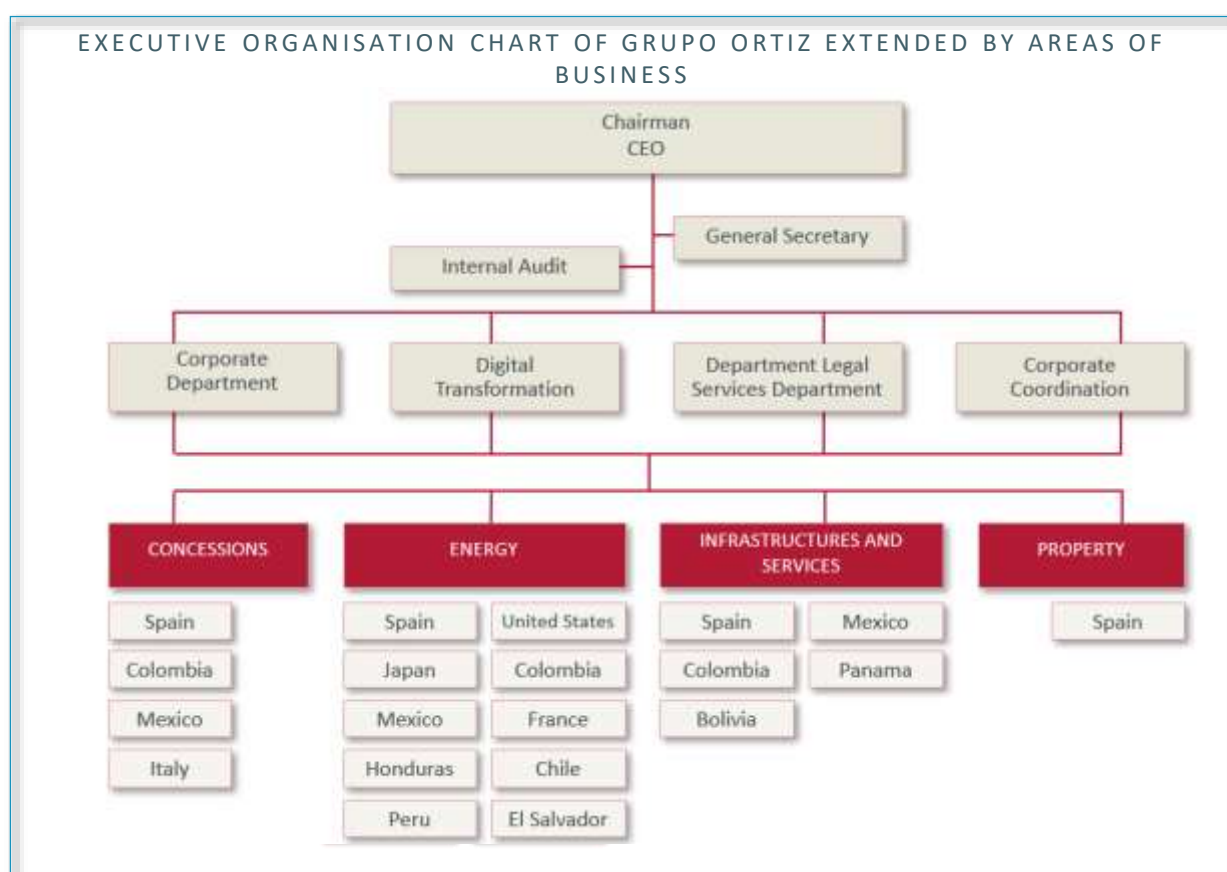 EXECUTIVE ORGANISATION CHART OF GRUPO ORTIZ EXTENDED BY AREAS OF
BUSINESS
Chairman
CEO
General Secretary
Internal Audit
Corporate
Department
Digital
Transformation
Department Legal
Services Department
Corporate
Coordination
CONCESSIONS
Spain
Colombia
Mexico
Italy
ENERGY
Spain
United States
Japan
Colombia
Mexico
France
Honduras
Chile
Peru
El Salvador
INFRASTRUCTURES AND
SERVICES
Spain
Mexico
Colombia
Panama
Bolivia
PROPERTY
Spain